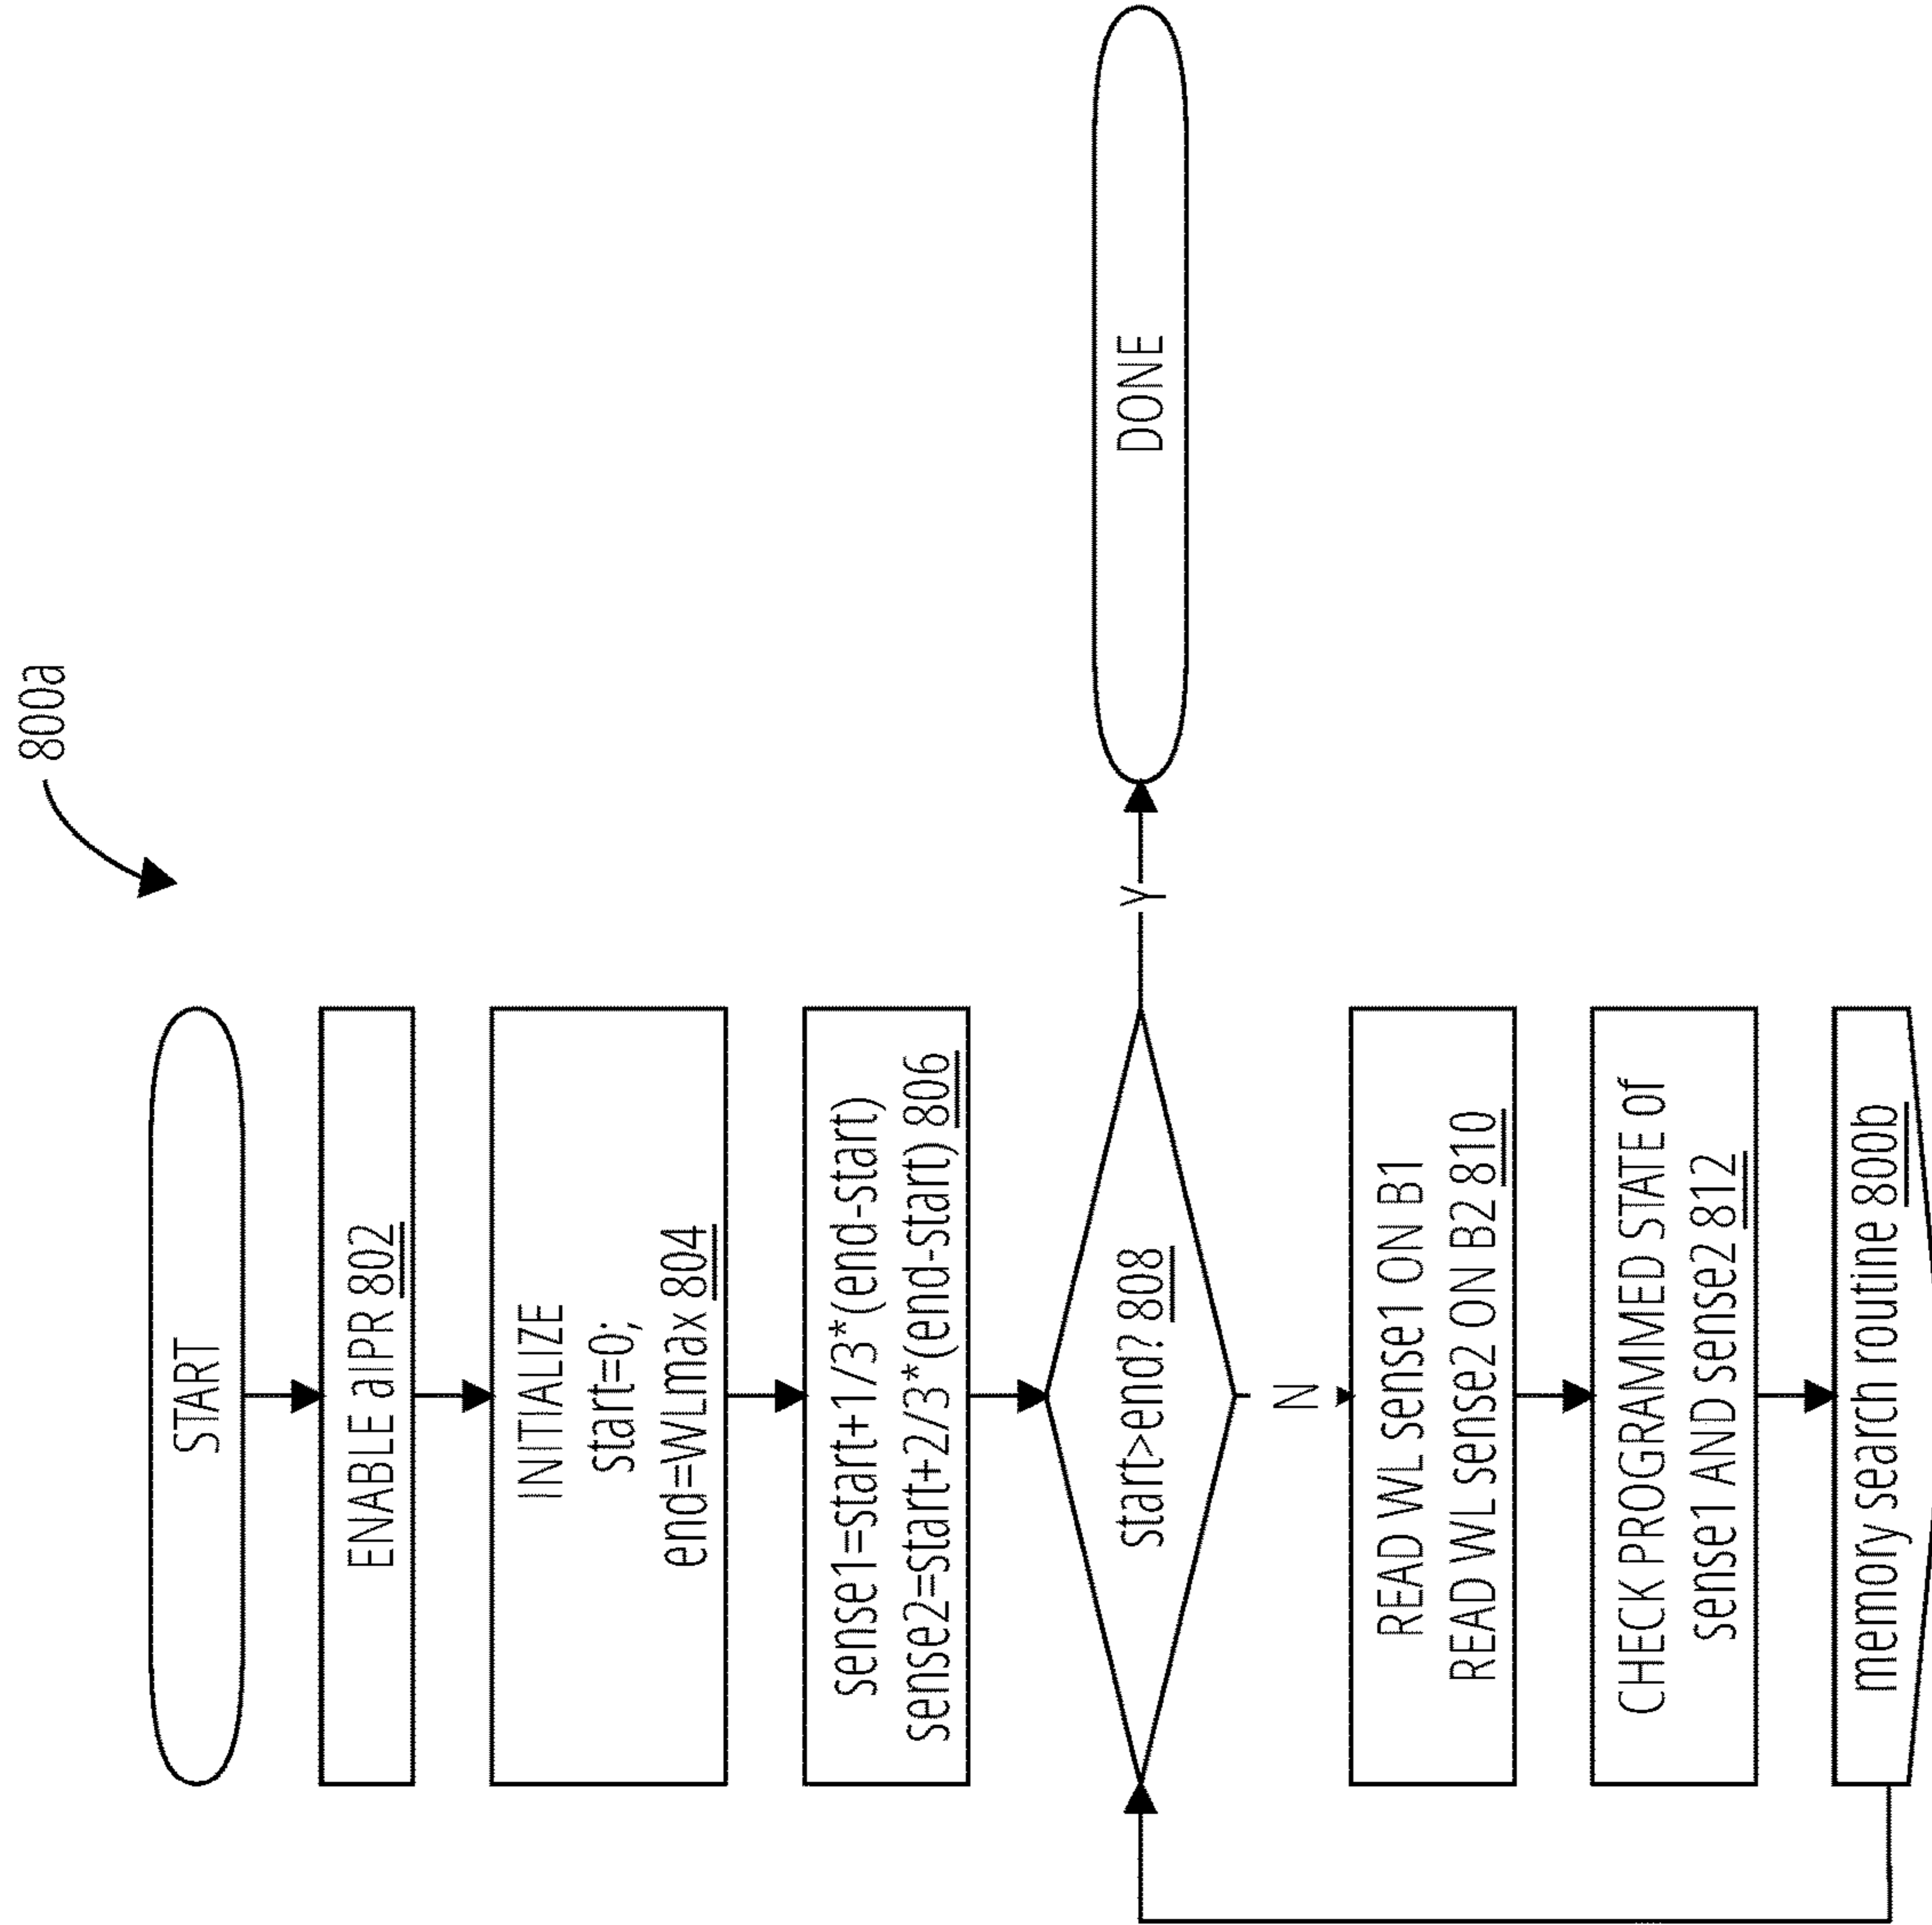 800a
START
ENABLE aIPR 802
INITIALIZE
start=0;
end=WLmax 804
sense1=start+1/3*(end-start)
sense2=start+2/3*(end-start) 806
start>end? 808
Y
DONE
N
READ WL sense1 ON B1
READ WL sense2 ON B2 810
CHECK PROGRAMMED STATE of
sense1 AND sense2 812
memory search routine 800b